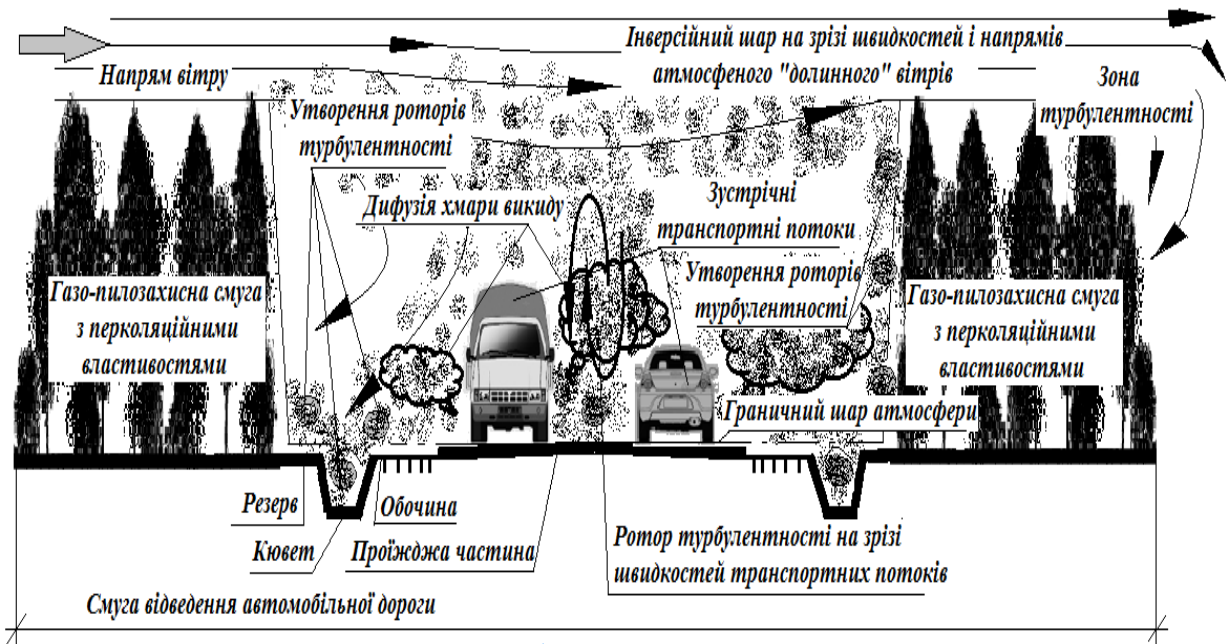 Інверсійний шар на зрізі швидкостей і напрямів
атмосфеного "долинного" вітрів
Напрям вітру
Зона
турбулентності
Утворення роторів
турбулентності
Дифузія хмари викиду
Зустрічні
транспортні потоки
Утворення роторів
турбулентності
Газо-пилозахисна смуга
з перколяційними
властивостями
Газо-пилозахисна смуга
з перколяційними
властивостями
Граничний шар атмосфери
Резерв
Обочина
Кювет
Проїжджа частина
Ротор турбулентності на зрізі
швидкостей транспортних потоків
Смуга відведення автомобільної дороги